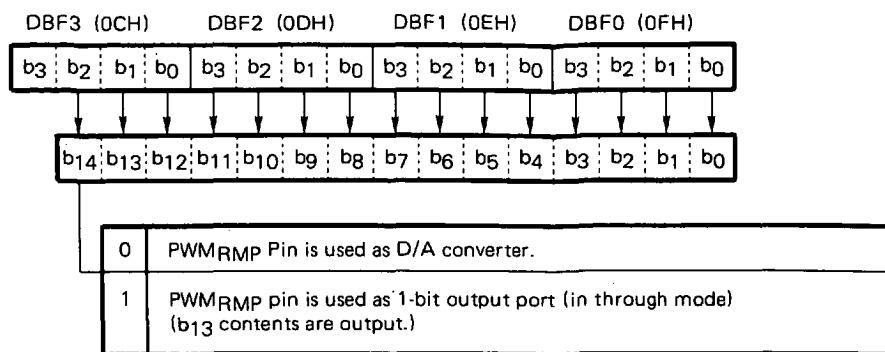 DBF3 (0CH) DBF2 (0DH) DBF1 (0EH) DBF0 (0FH)
b3 b2 b1 b0 b3 b2 b1 b0 b3 b2 b1 b0 b3 b2 b1 b0
b14 b13 b12 b11 b10 b9 b8 b7 b6 b5 b4 b3 b2 b1 b0
0 PWMRMP Pin is used as D/A converter.
1 PWMRMP pin is used as 1-bit output port (in through mode)
(b13 contents are output.)